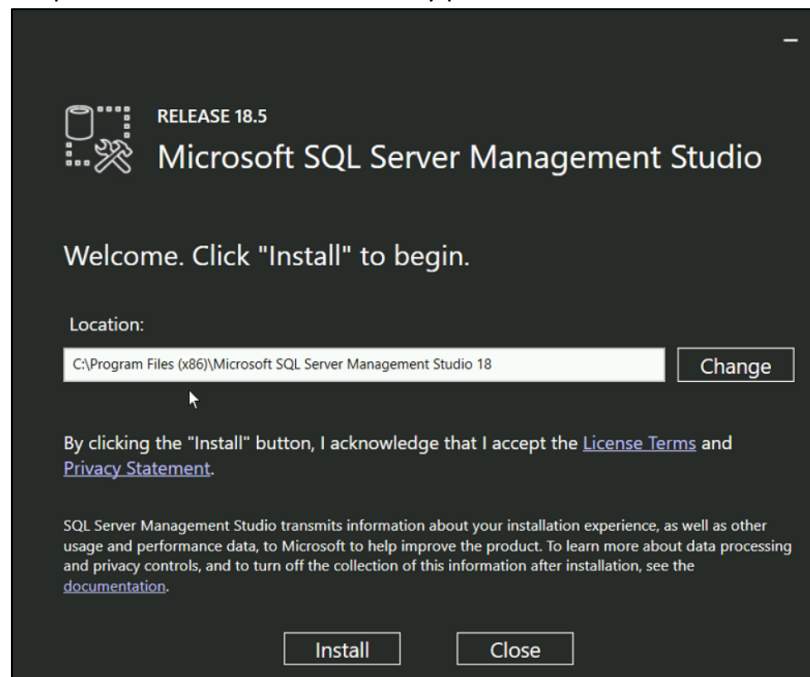 RELEASE 18.5
Microsoft SQL Server Management Studio
Welcome. Click "Install" to begin.
Location:
C:\Program Files (x86)\Microsoft SQL Server Management Studio 18
Change
By clicking the "Install" button, I acknowledge that I accept the License Terms and
Privacy Statement.
SQL Server Management Studio transmits information about your installation experience, as well as other
usage and performance data, to Microsoft to help improve the product. To learn more about data processing
and privacy controls, and to turn off the collection of this information after installation, see the
documentation.
Install
Close